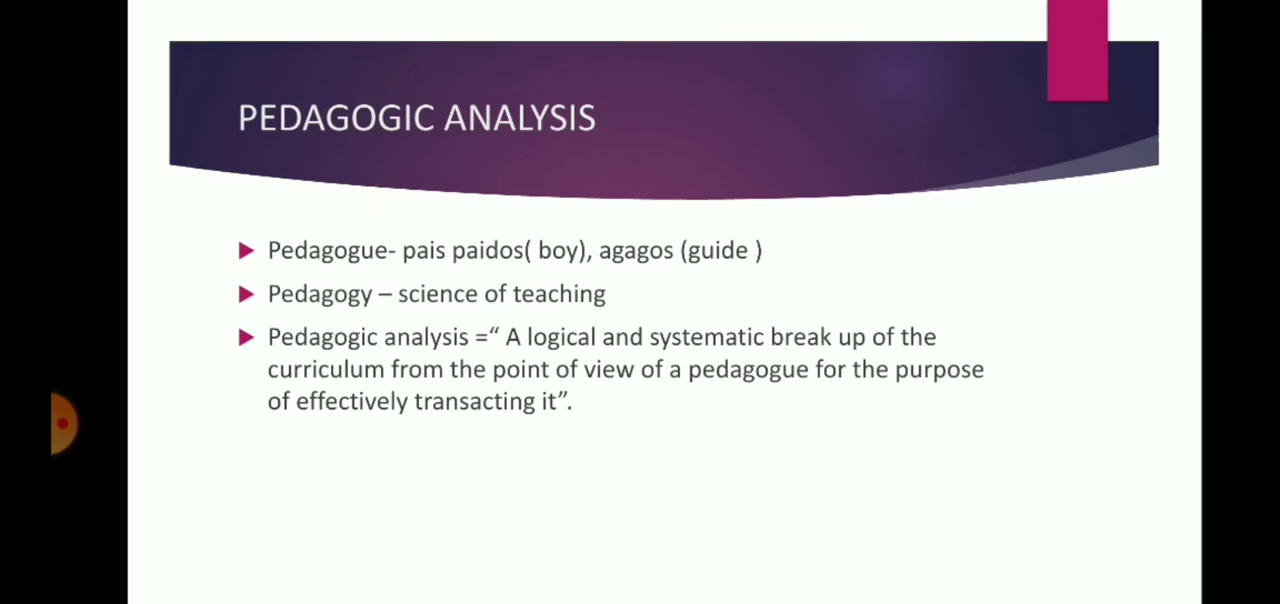 PEDAGOGIC ANALYSIS
Pedagogue- pais paidos( boy), agagos (guide )
Pedagogy – science of teaching
Pedagogic analysis =“ A logical and systematic break up of the
curriculum from the point of view of a pedagogue for the purpose
of effectively transacting it”.